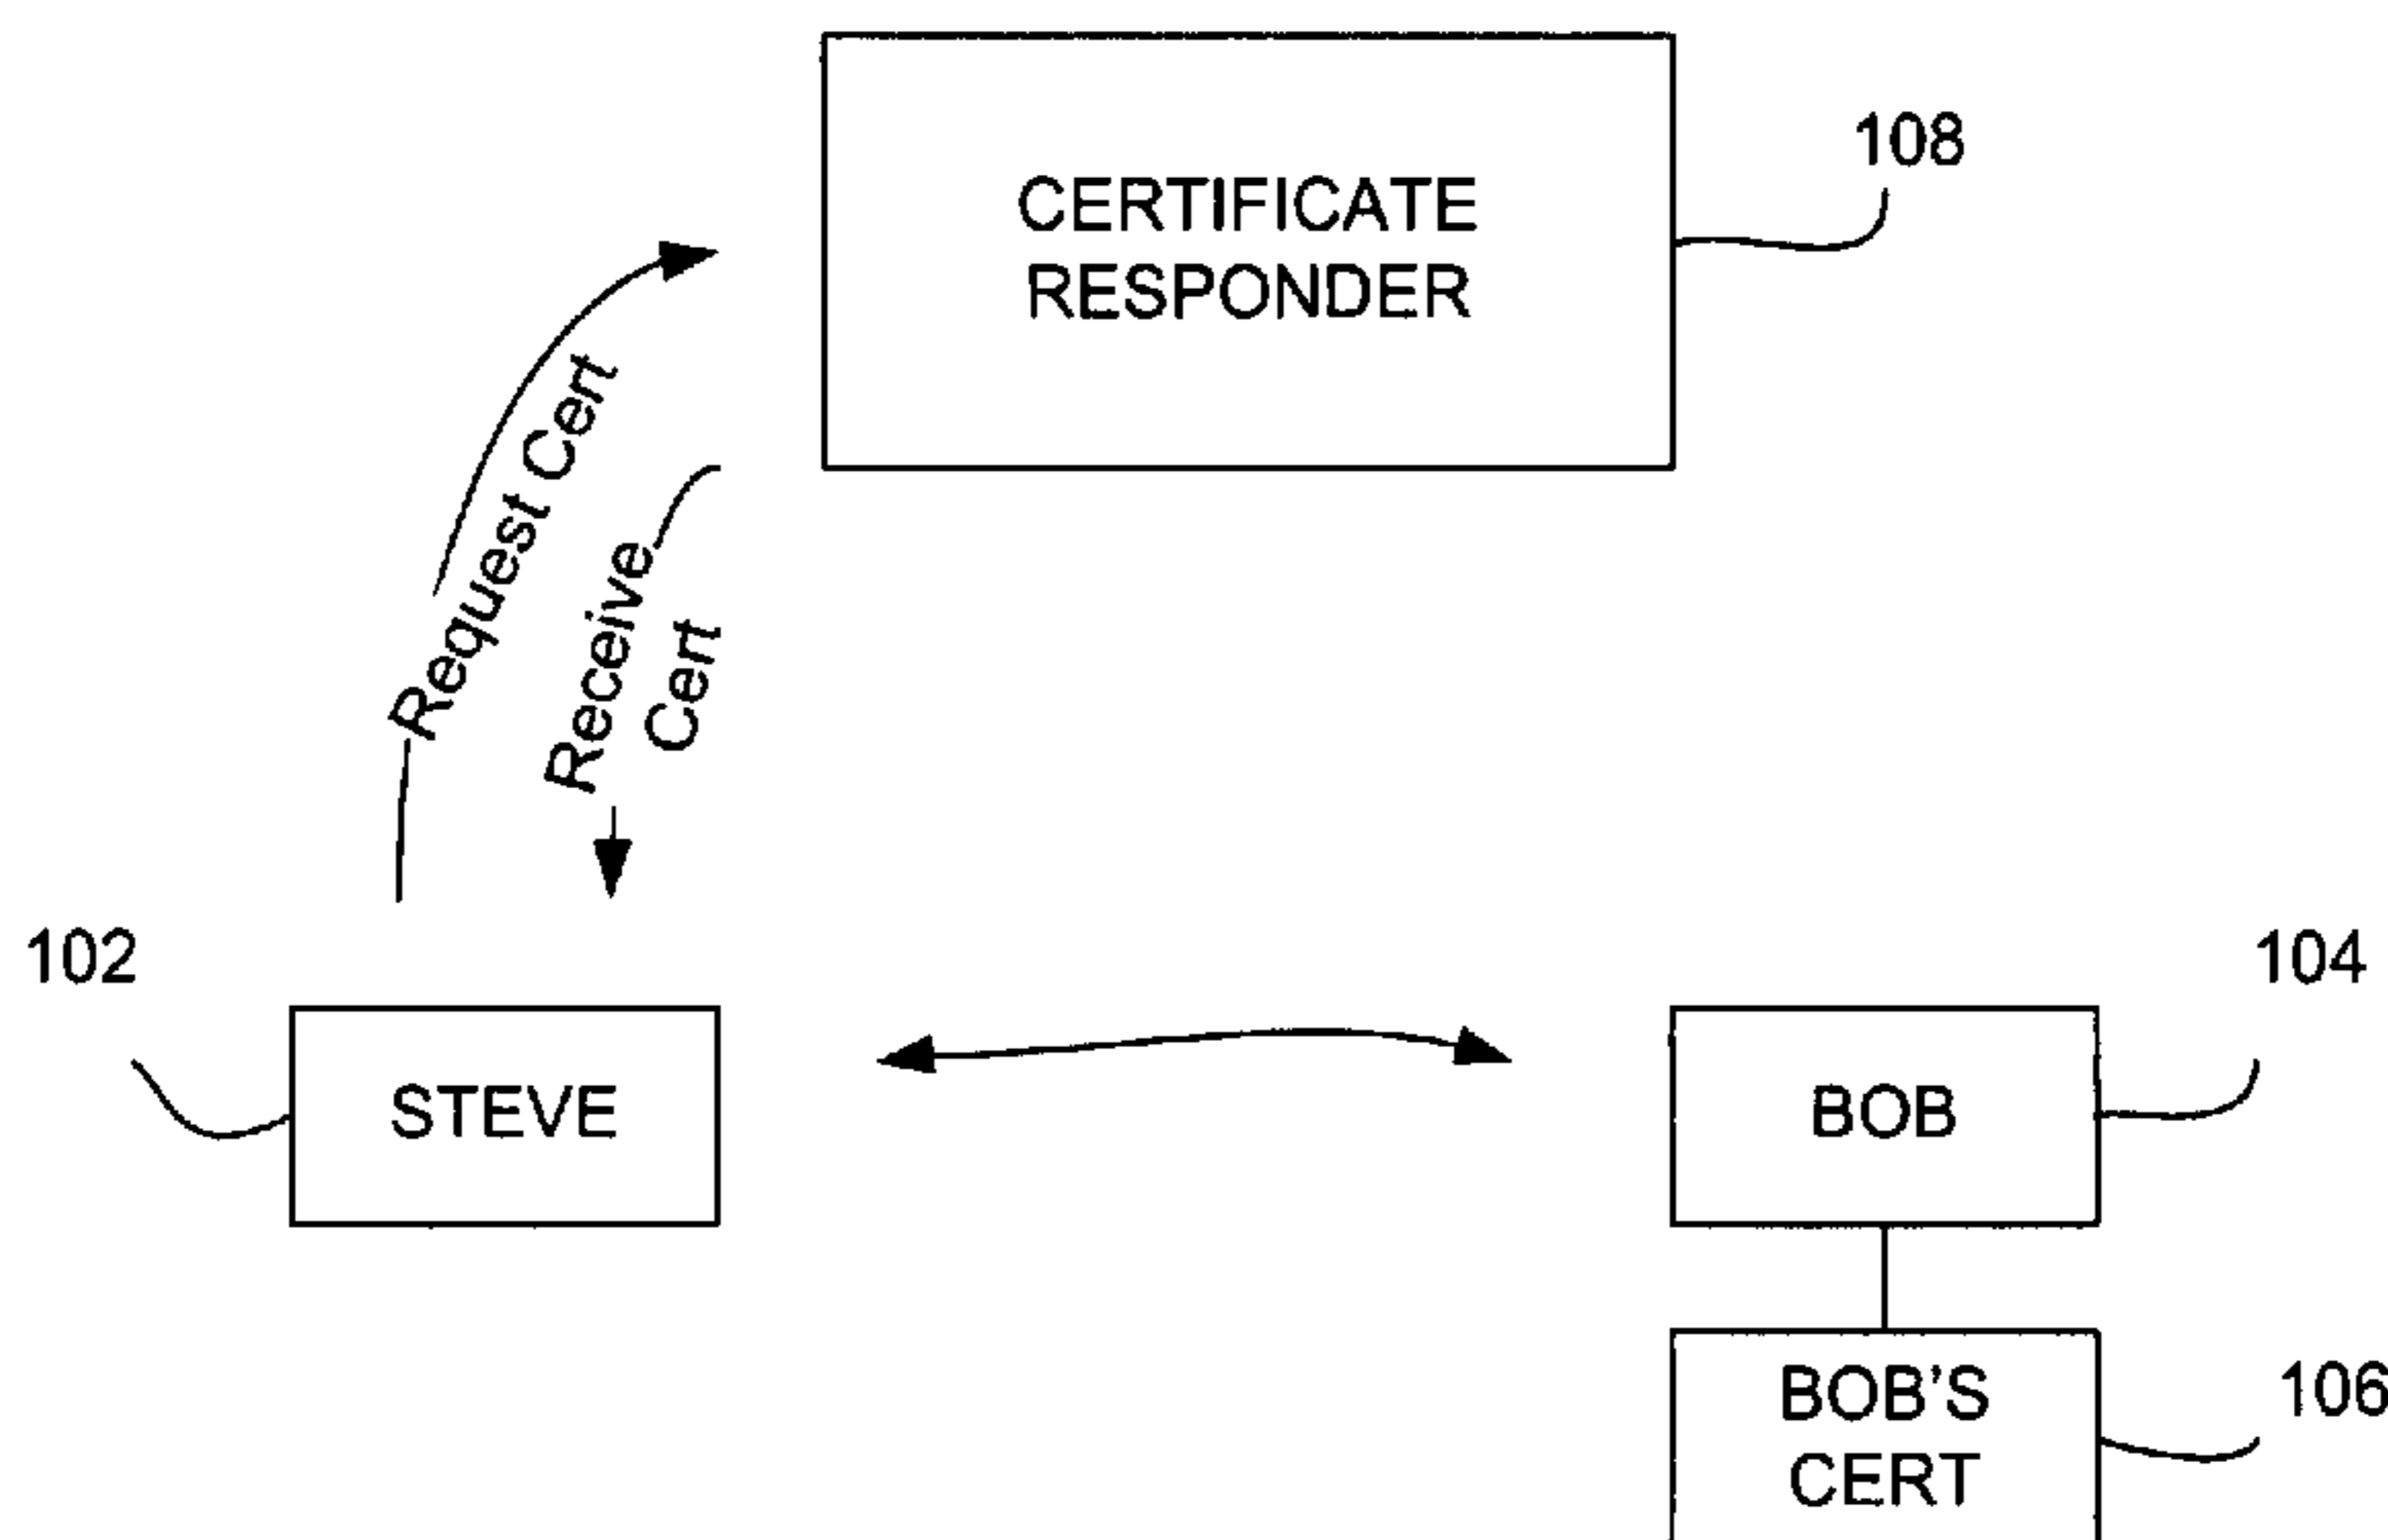 CERTIFICATE
RESPONDER
108
Request Cert
Receive
Cert
102
104
STEVE
BOB
BOB'S
CERT
106